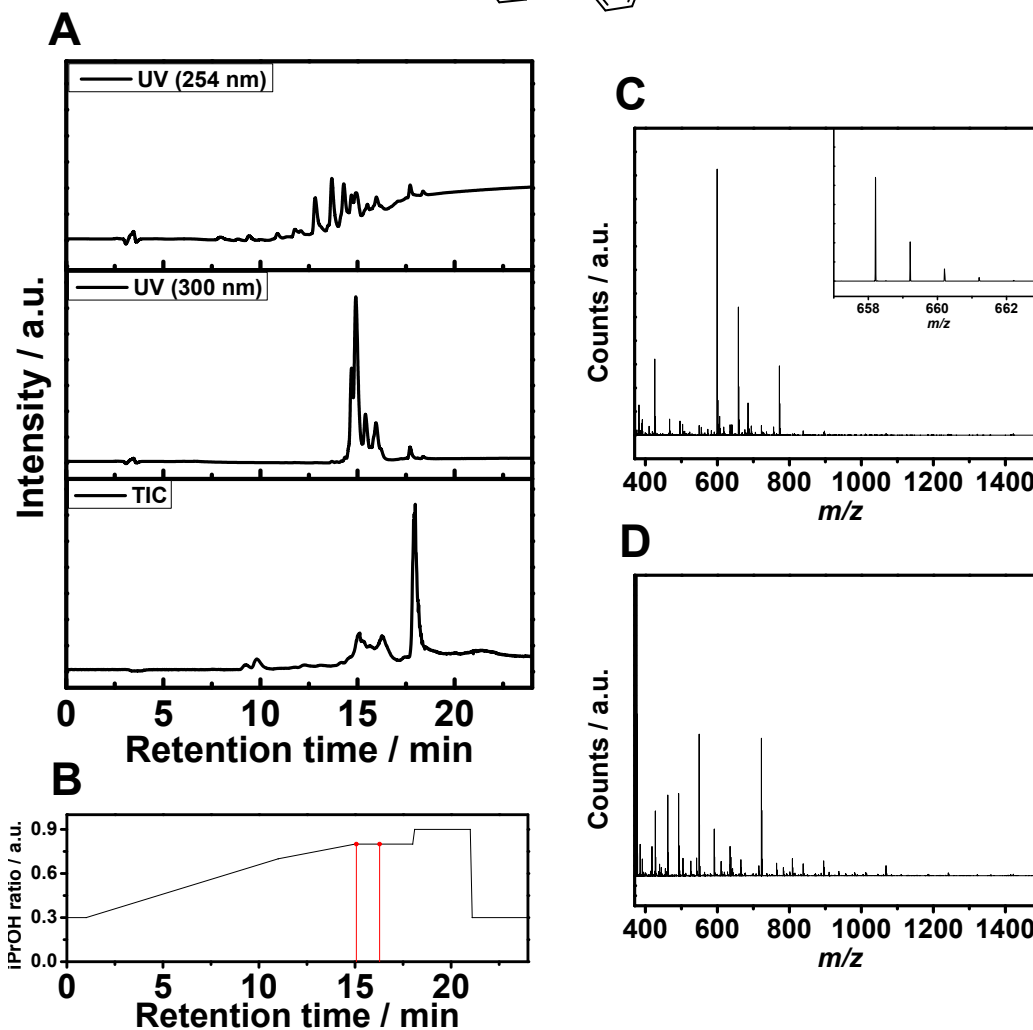 A
UV (254 nm)
UV (300 nm)
TIC
Intensity / a.u.
0 5 10 15 20
Retention time / min
B
0.9
0.6
0.3
0.0
iPrOH ratio / a.u.
0 5 10 15 20
Retention time / min
C
Counts / a.u.
658 660 662
m/z
400 600 800 1000 1200 1400
m/z
D
Counts / a.u.
400 600 800 1000 1200 1400
m/z